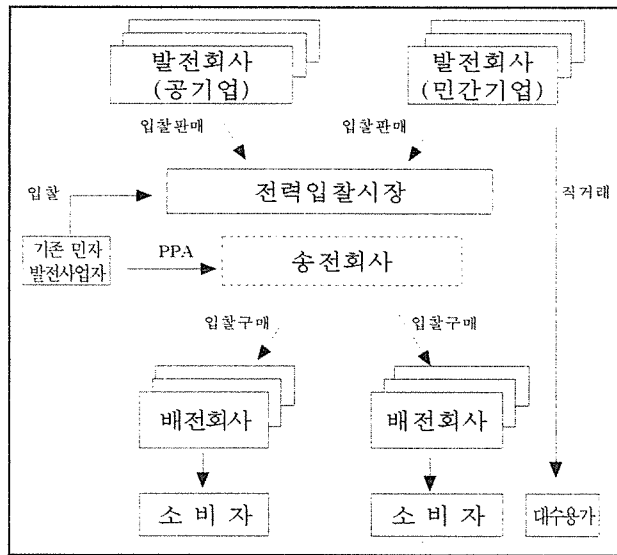 발전회사
(공기업)
발전회사
(민간기업)
입찰판매
입찰판매
입찰
전력입찰시장
직거래
기존 민자
발전사업자
PPA
송전회사
입찰구매
입찰구매
배전회사
배전회사
소 비 자
소 비 자
대수용가